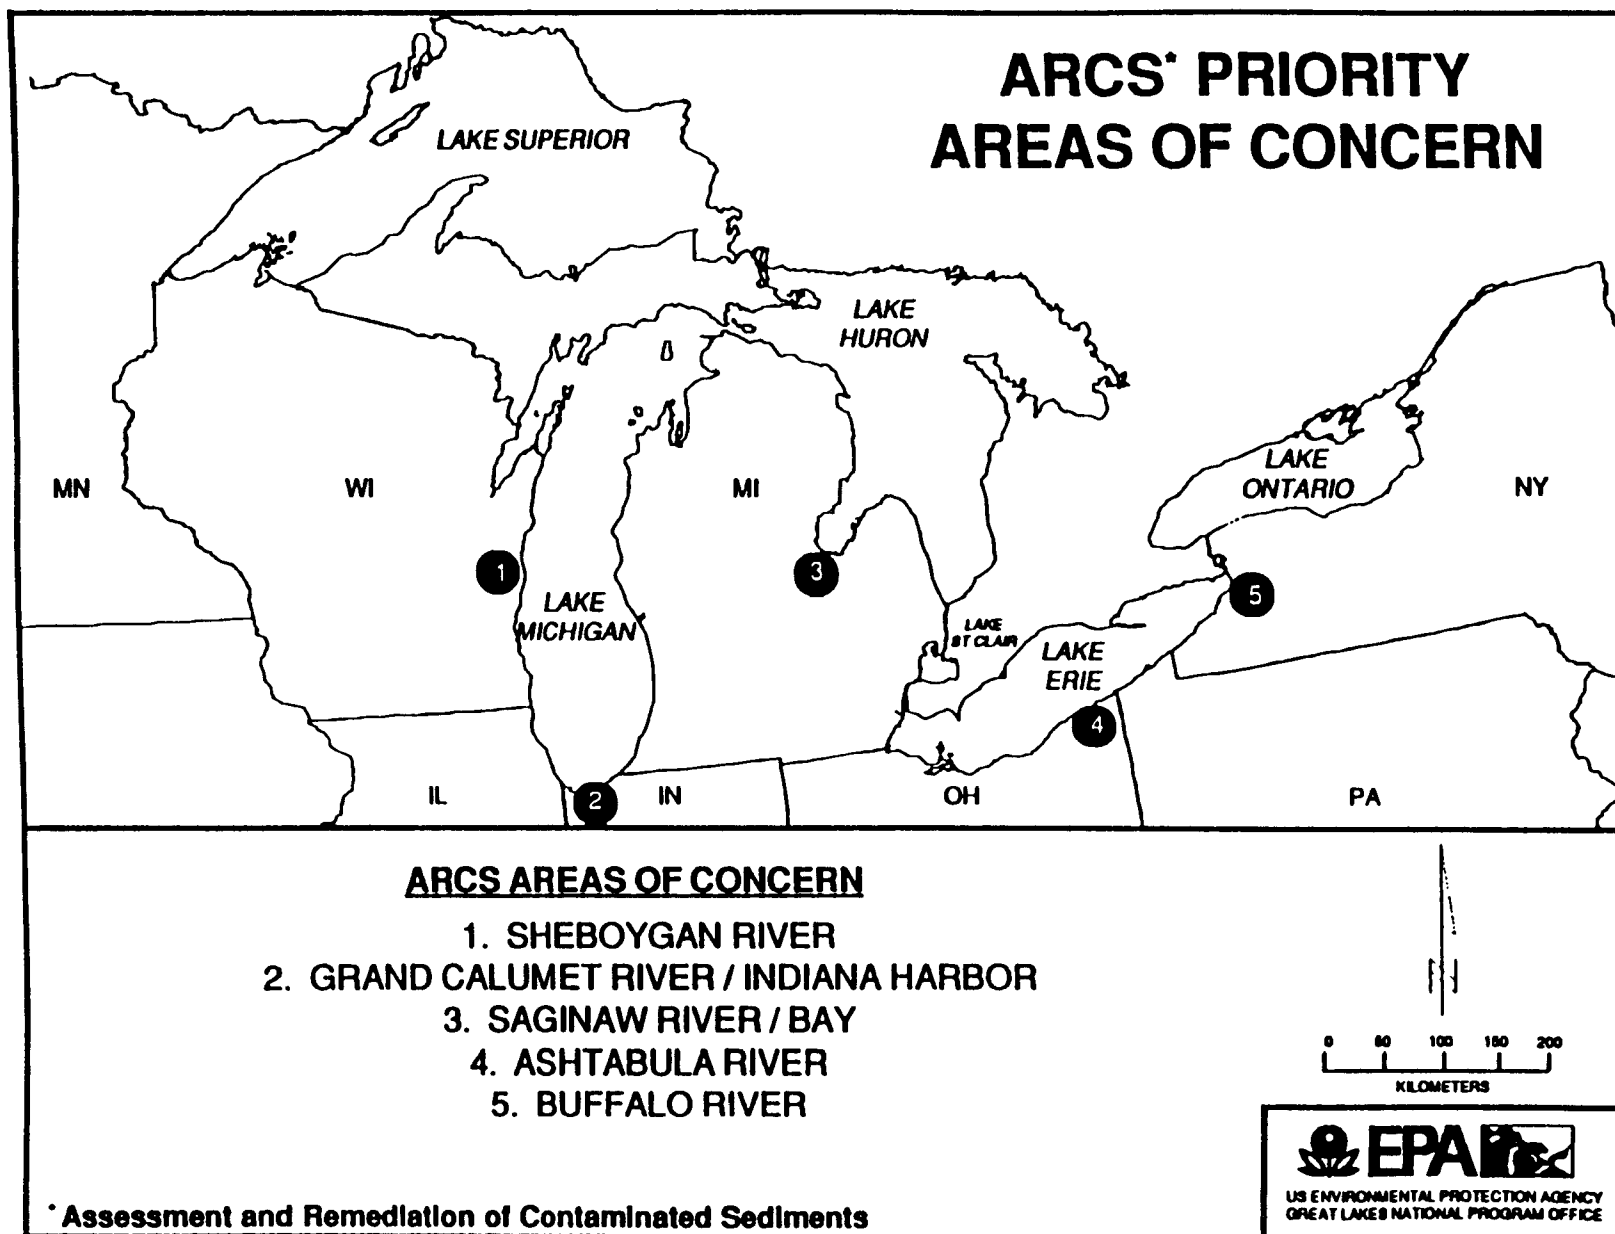 ARCS* PRIORITY
AREAS OF CONCERN
LAKE SUPERIOR
LAKE
HURON
LAKE
ONTARIO
MN
WI
MI
NY
1
3
5
LAKE
MICHIGAN
LAKE
ST CLAIR
LAKE
ERIE
4
2
IL
IN
OH
PA
ARCS AREAS OF CONCERN
1. SHEBOYGAN RIVER
2. GRAND CALUMET RIVER / INDIANA HARBOR
3. SAGINAW RIVER / BAY
4. ASHTABULA RIVER
5. BUFFALO RIVER
0 50 100 150 200
KILOMETERS
EPA
US ENVIRONMENTAL PROTECTION AGENCY
GREAT LAKES NATIONAL PROGRAM OFFICE
* Assessment and Remediation of Contaminated Sediments